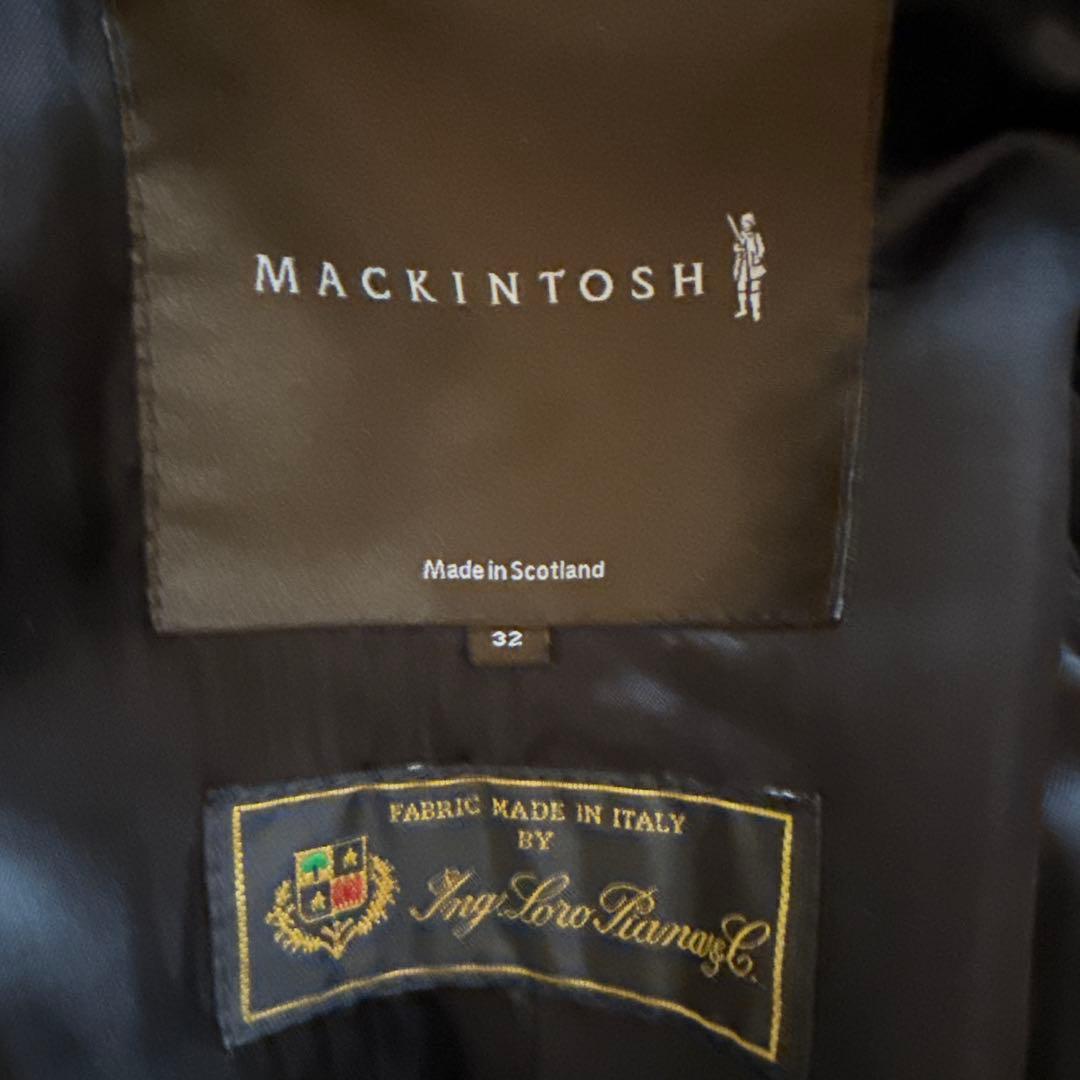 MACKINTOSH
Made in Scotland
32
FABRIC MADE IN ITALY
BY
Ing. Loro Piana & C.